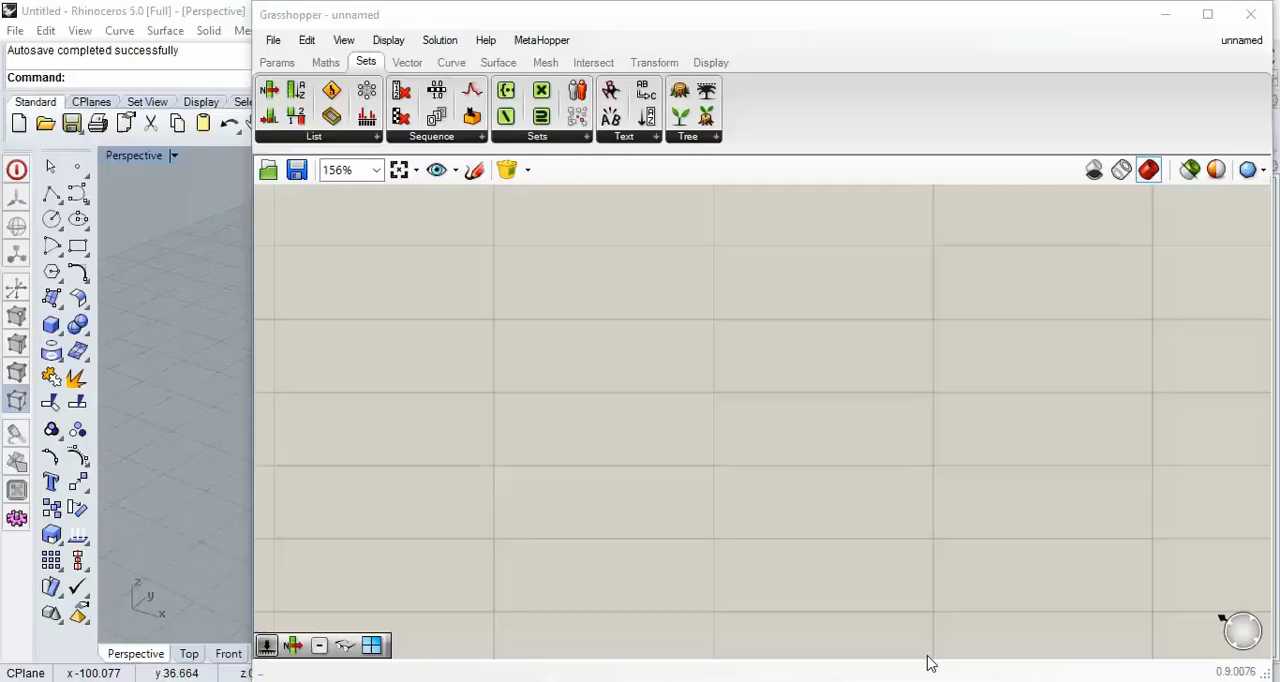 Untitled - Rhinoceros 5.0 [Full] - [Perspective]
File Edit View Curve Surface Solid Me
Autosave completed successfully
Command:
Standard CPlanes Set View Display Sele
Perspective
z
y
x
Perspective Top Front
CPlane x -100.077 y 36.664 z
Grasshopper - unnamed
File Edit View Display Solution Help MetaHopper unnamed
Params Maths Sets Vector Curve Surface Mesh Intersect Transform Display
List Sequence Sets Text Tree
156%
0.9.0076